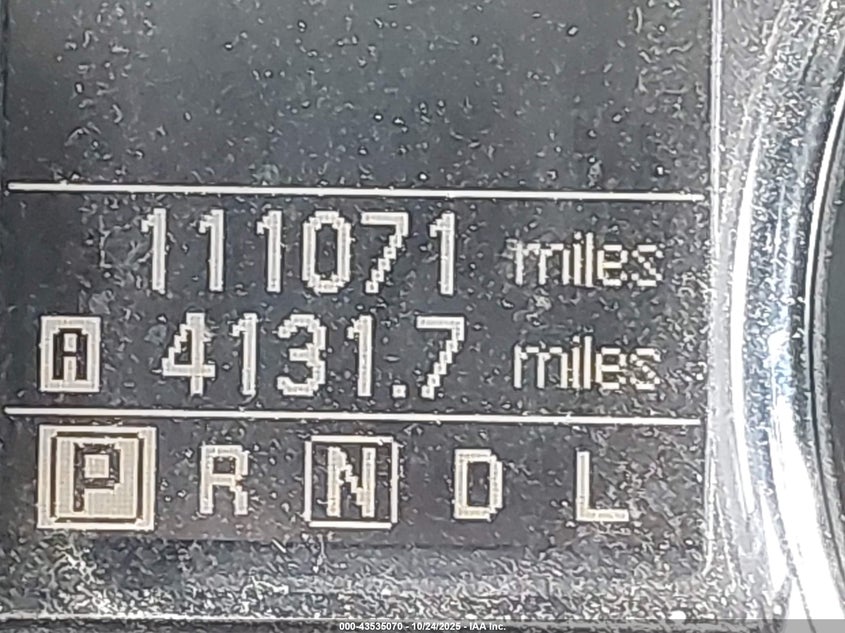 111071 miles
A 4131.7 miles
P R N D L
000-43535070 - 10/24/2025 - IAA Inc.